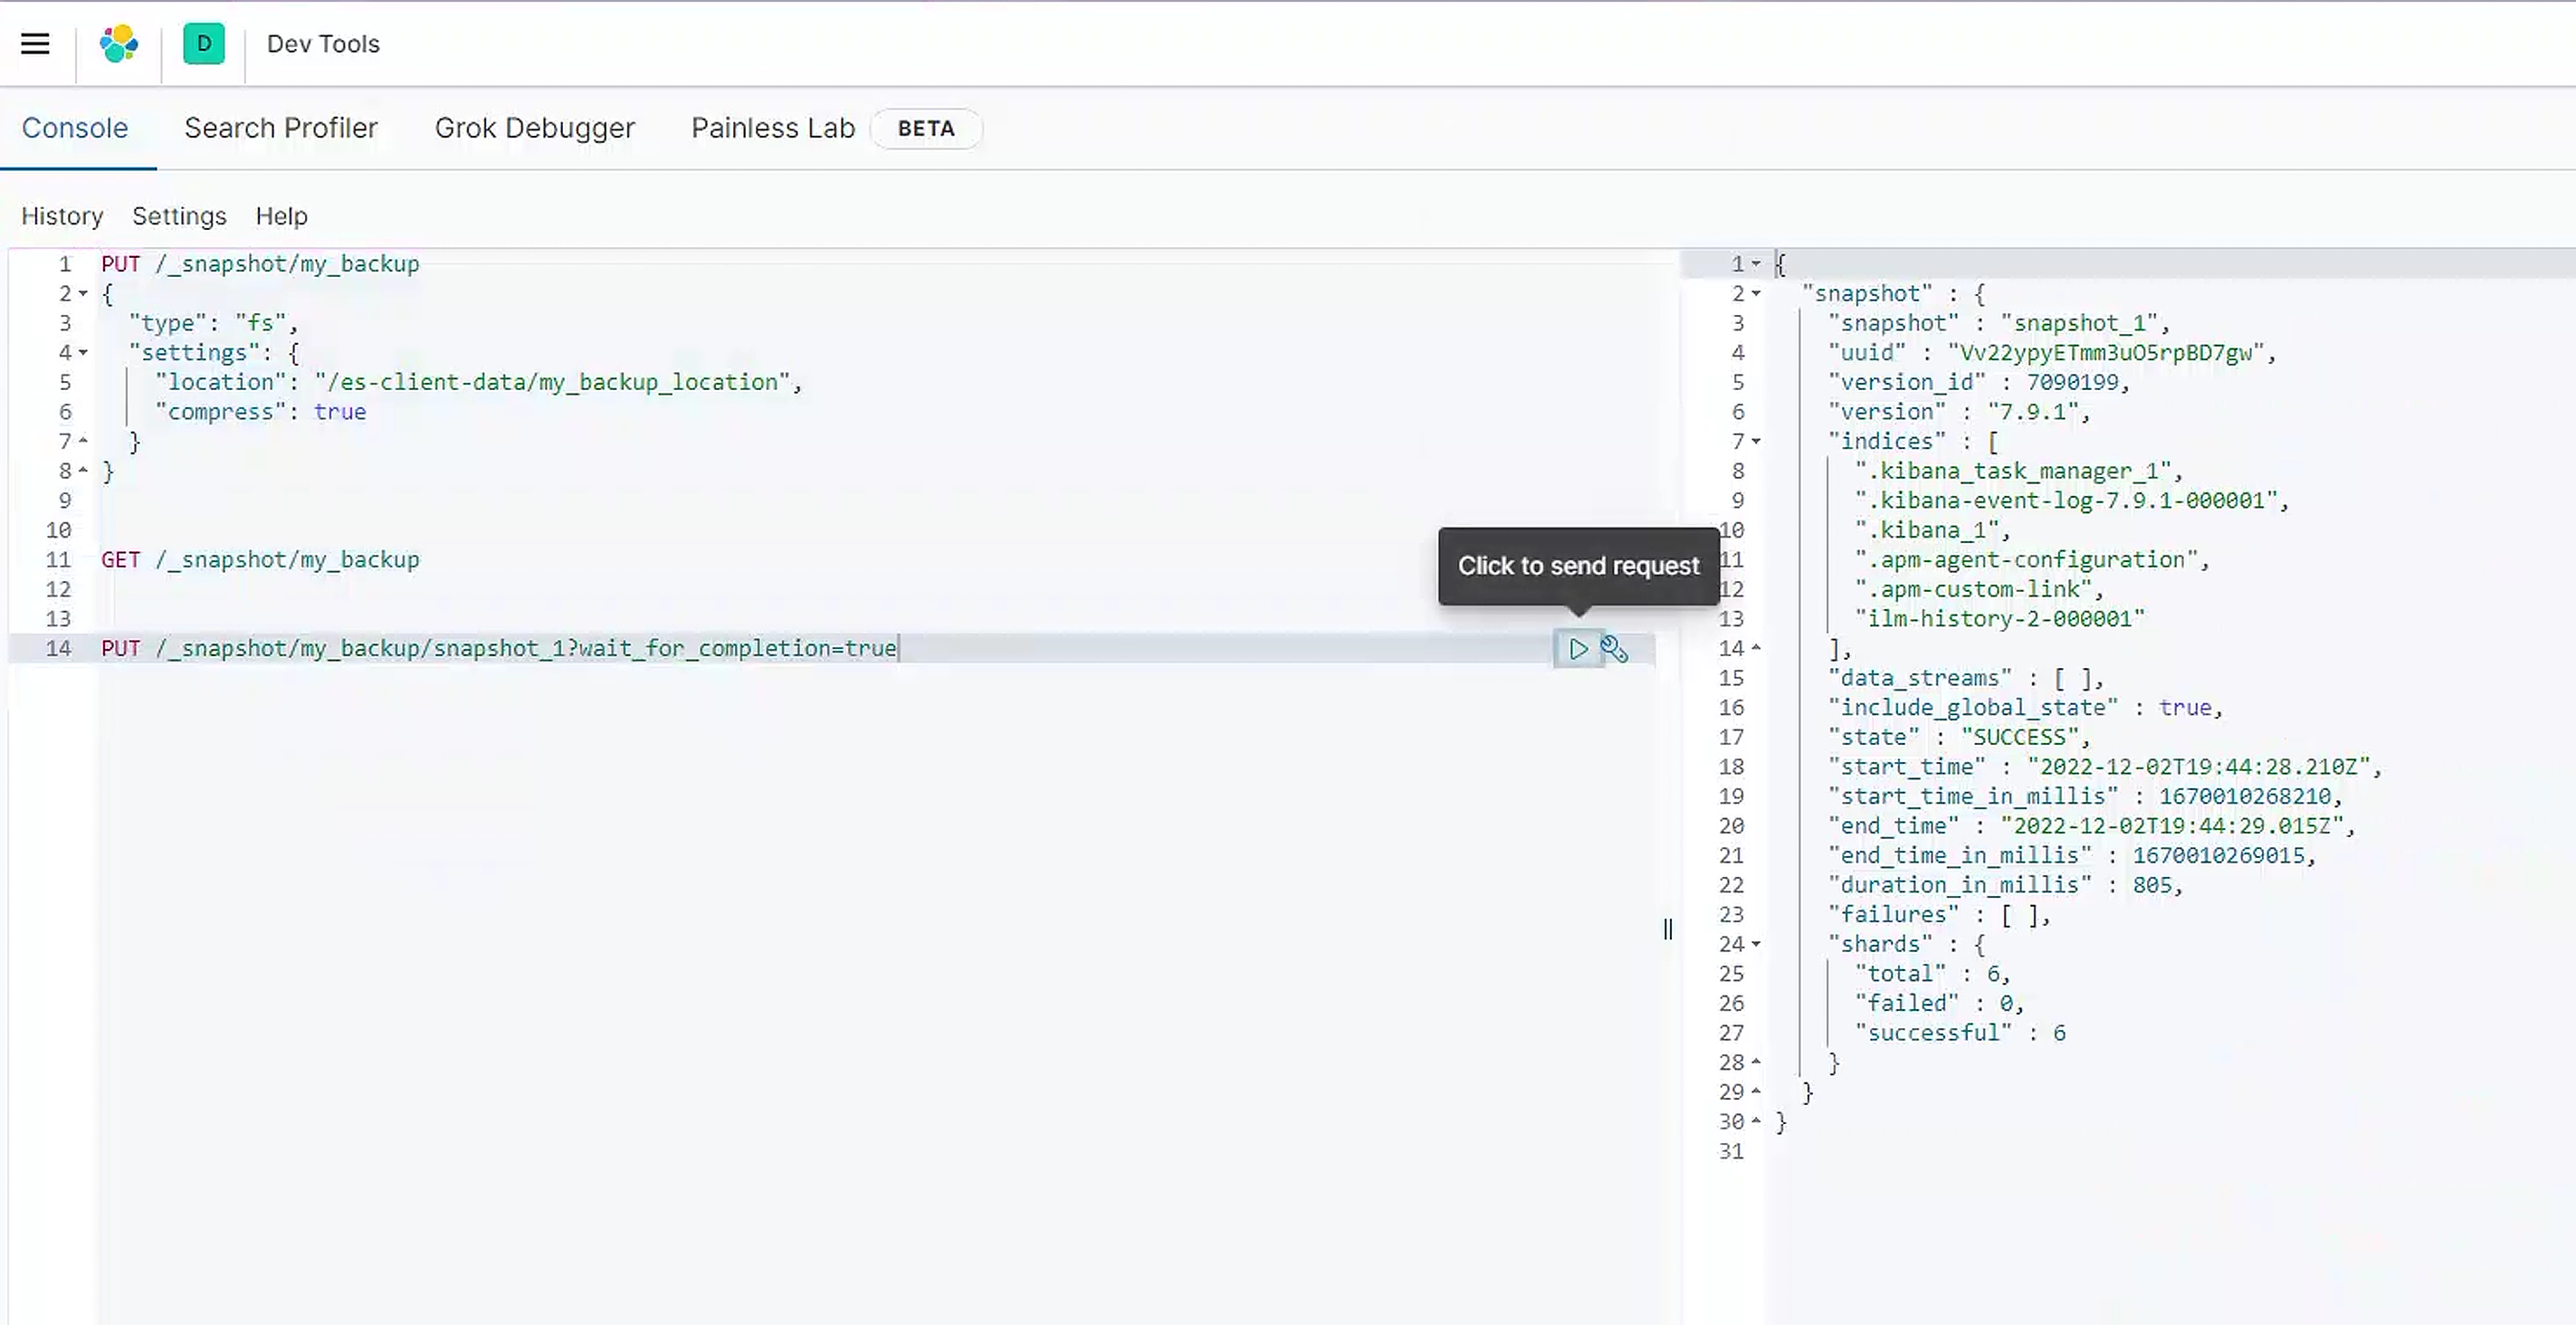 D Dev Tools
Console Search Profiler Grok Debugger Painless Lab BETA
History Settings Help
1 PUT /_snapshot/my_backup
2 {
3 "type": "fs",
4 "settings": {
5 "location": "/es-client-data/my_backup_location",
6 "compress": true
7 }
8 }
9
10
11 GET /_snapshot/my_backup
12
13
14 PUT /_snapshot/my_backup/snapshot_1?wait_for_completion=true
Click to send request
1 {
2 "snapshot" : {
3 "snapshot" : "snapshot_1",
4 "uuid" : "Vv22ypyETmm3uO5rpBD7gw",
5 "version_id" : 7090199,
6 "version" : "7.9.1",
7 "indices" : [
8 ".kibana_task_manager_1",
9 ".kibana-event-log-7.9.1-000001",
10 ".kibana_1",
11 ".apm-agent-configuration",
12 ".apm-custom-link",
13 "ilm-history-2-000001"
14 ],
15 "data_streams" : [ ],
16 "include_global_state" : true,
17 "state" : "SUCCESS",
18 "start_time" : "2022-12-02T19:44:28.210Z",
19 "start_time_in_millis" : 1670010268210,
20 "end_time" : "2022-12-02T19:44:29.015Z",
21 "end_time_in_millis" : 1670010269015,
22 "duration_in_millis" : 805,
23 "failures" : [ ],
24 "shards" : {
25 "total" : 6,
26 "failed" : 0,
27 "successful" : 6
28 }
29 }
30 }
31